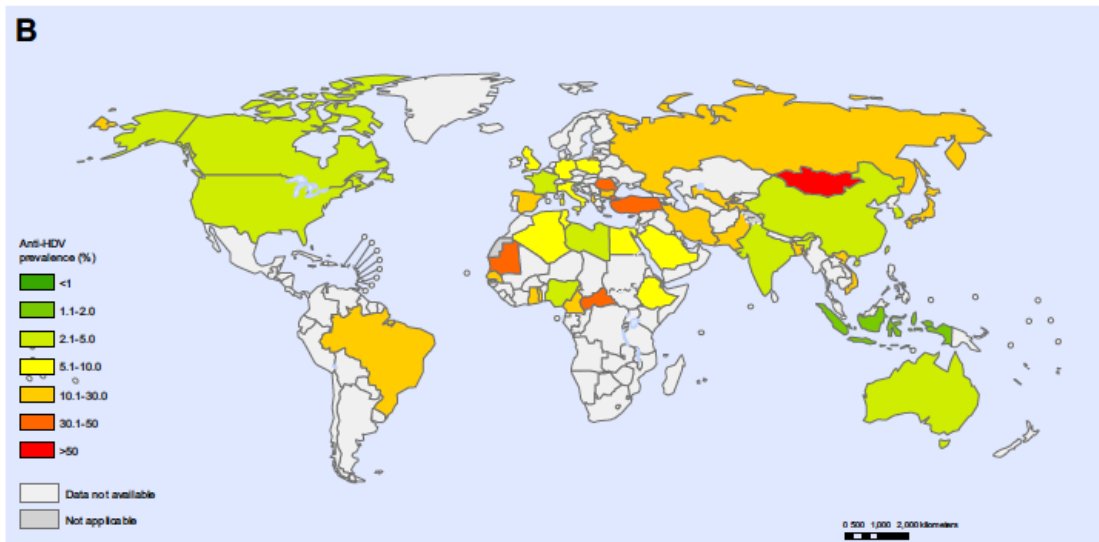 B
Anti-HDV
prevalence (%)
<1
1.1-2.0
2.1-5.0
5.1-10.0
10.1-30.0
30.1-50
>50
Data not available
Not applicable
0 500 1,000 2,000 kilometers